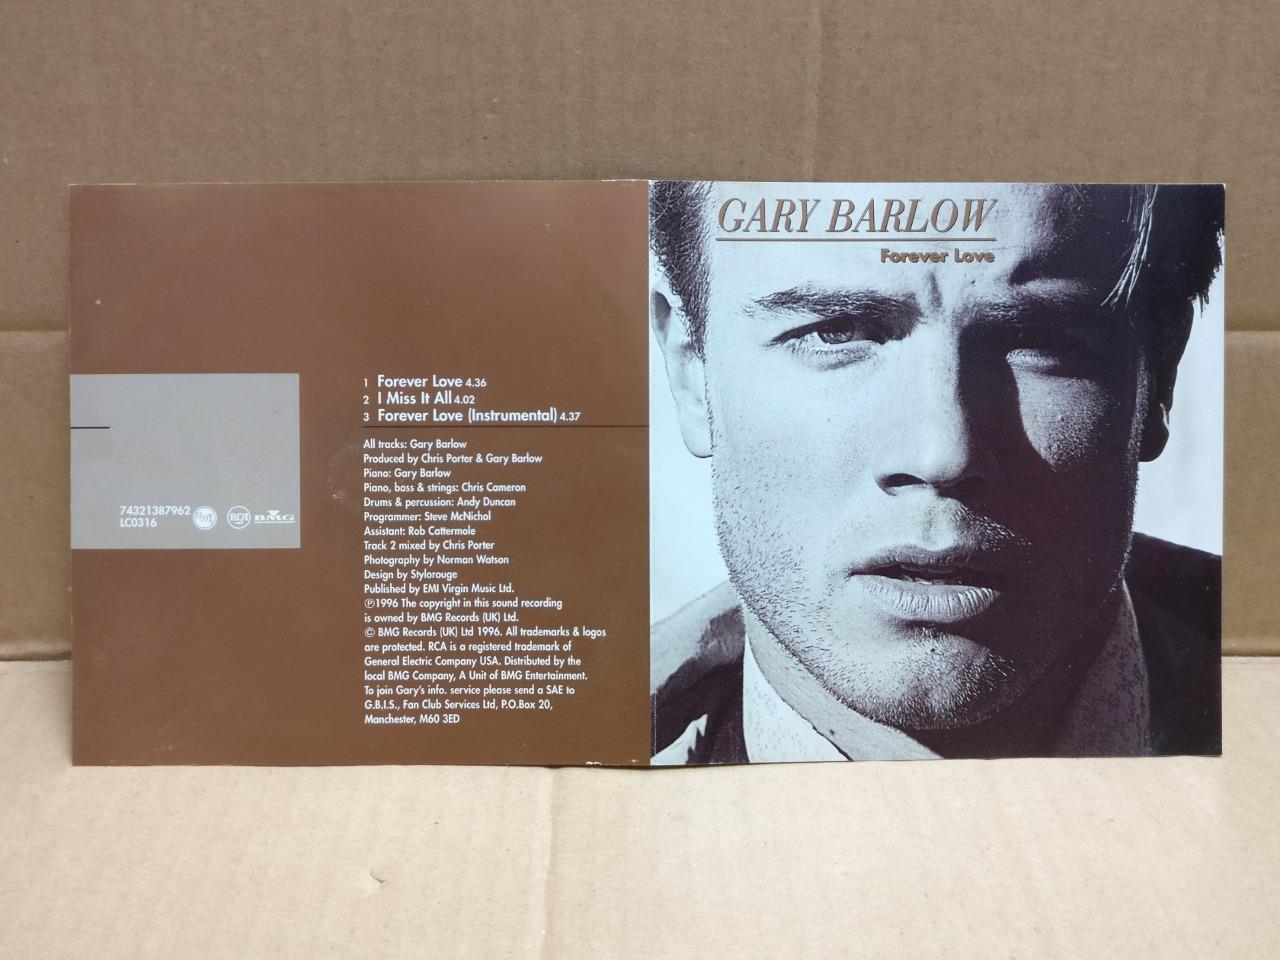 1 Forever Love 4.36
2 I Miss It All 4.02
3 Forever Love (Instrumental) 4.37
All tracks: Gary Barlow
Produced by Chris Porter & Gary Barlow
Piano: Gary Barlow
Piano, bass & strings: Chris Cameron
Drums & percussion: Andy Duncan
Programmer: Steve McNichol
Assistant: Rob Cattermole
Track 2 mixed by Chris Porter
Photography by Norman Watson
Design by Stylorouge
Published by EMI Virgin Music Ltd.
℗1996 The copyright in this sound recording
is owned by BMG Records (UK) Ltd.
© BMG Records (UK) Ltd 1996. All trademarks & logos
are protected. RCA is a registered trademark of
General Electric Company USA. Distributed by the
local BMG Company, A Unit of BMG Entertainment.
To join Gary's info. service please send a SAE to
G.B.I.S., Fan Club Services Ltd, P.O.Box 20,
Manchester, M60 3ED
74321387962
LC0316
RCA BMG
GARY BARLOW
Forever Love